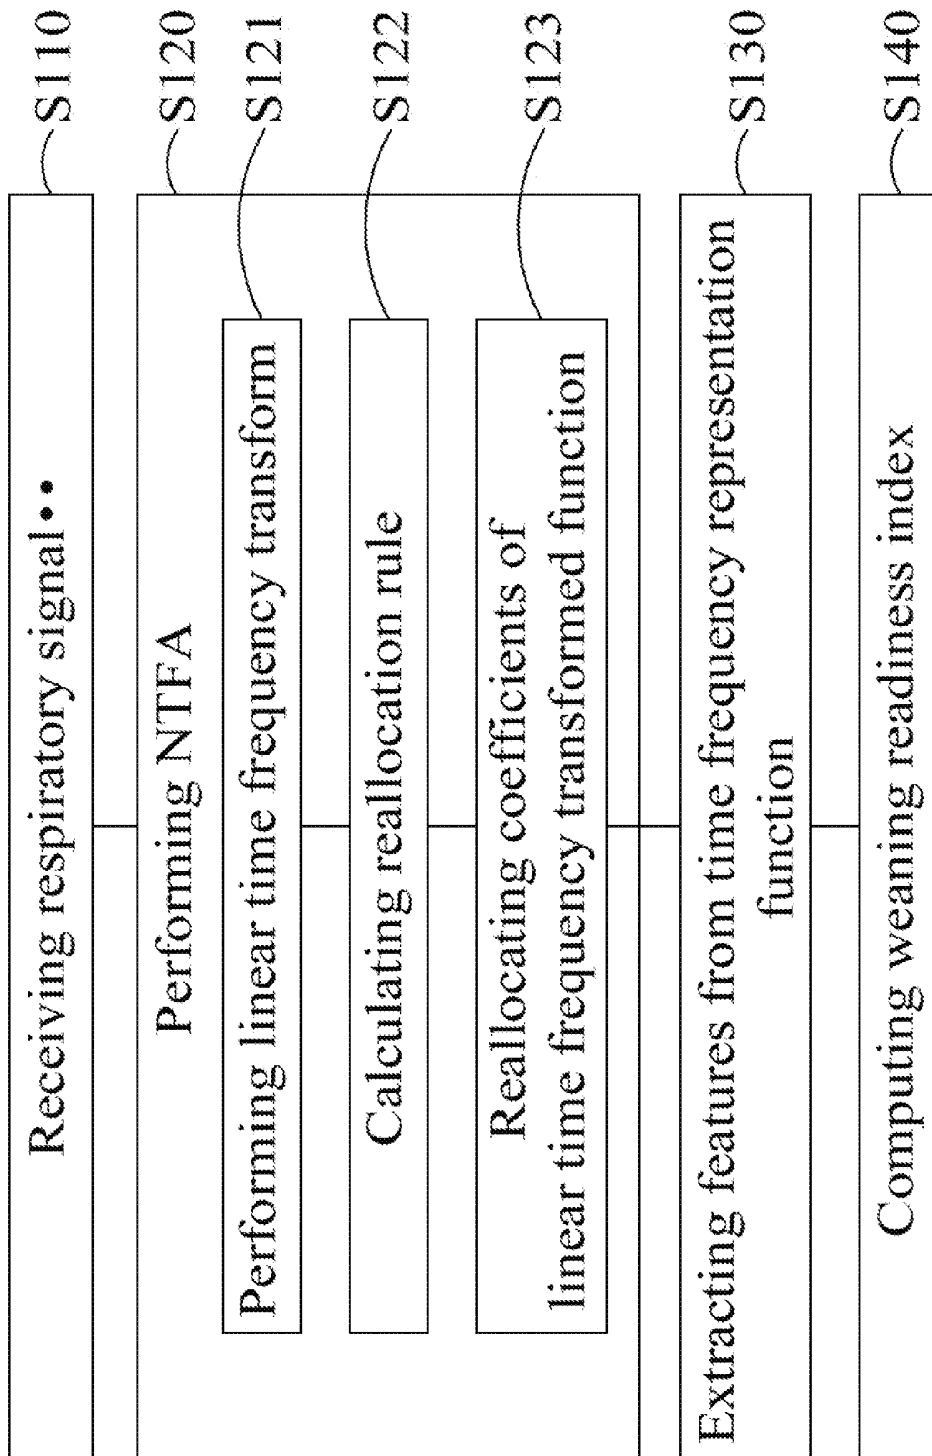 Receiving respiratory signal••
S110
Performing NTFA
S120
Performing linear time frequency transform
S121
Calculating reallocation rule
S122
Reallocating coefficients of
linear time frequency transformed function
S123
Extracting features from time frequency representation
function
S130
Computing weaning readiness index
S140